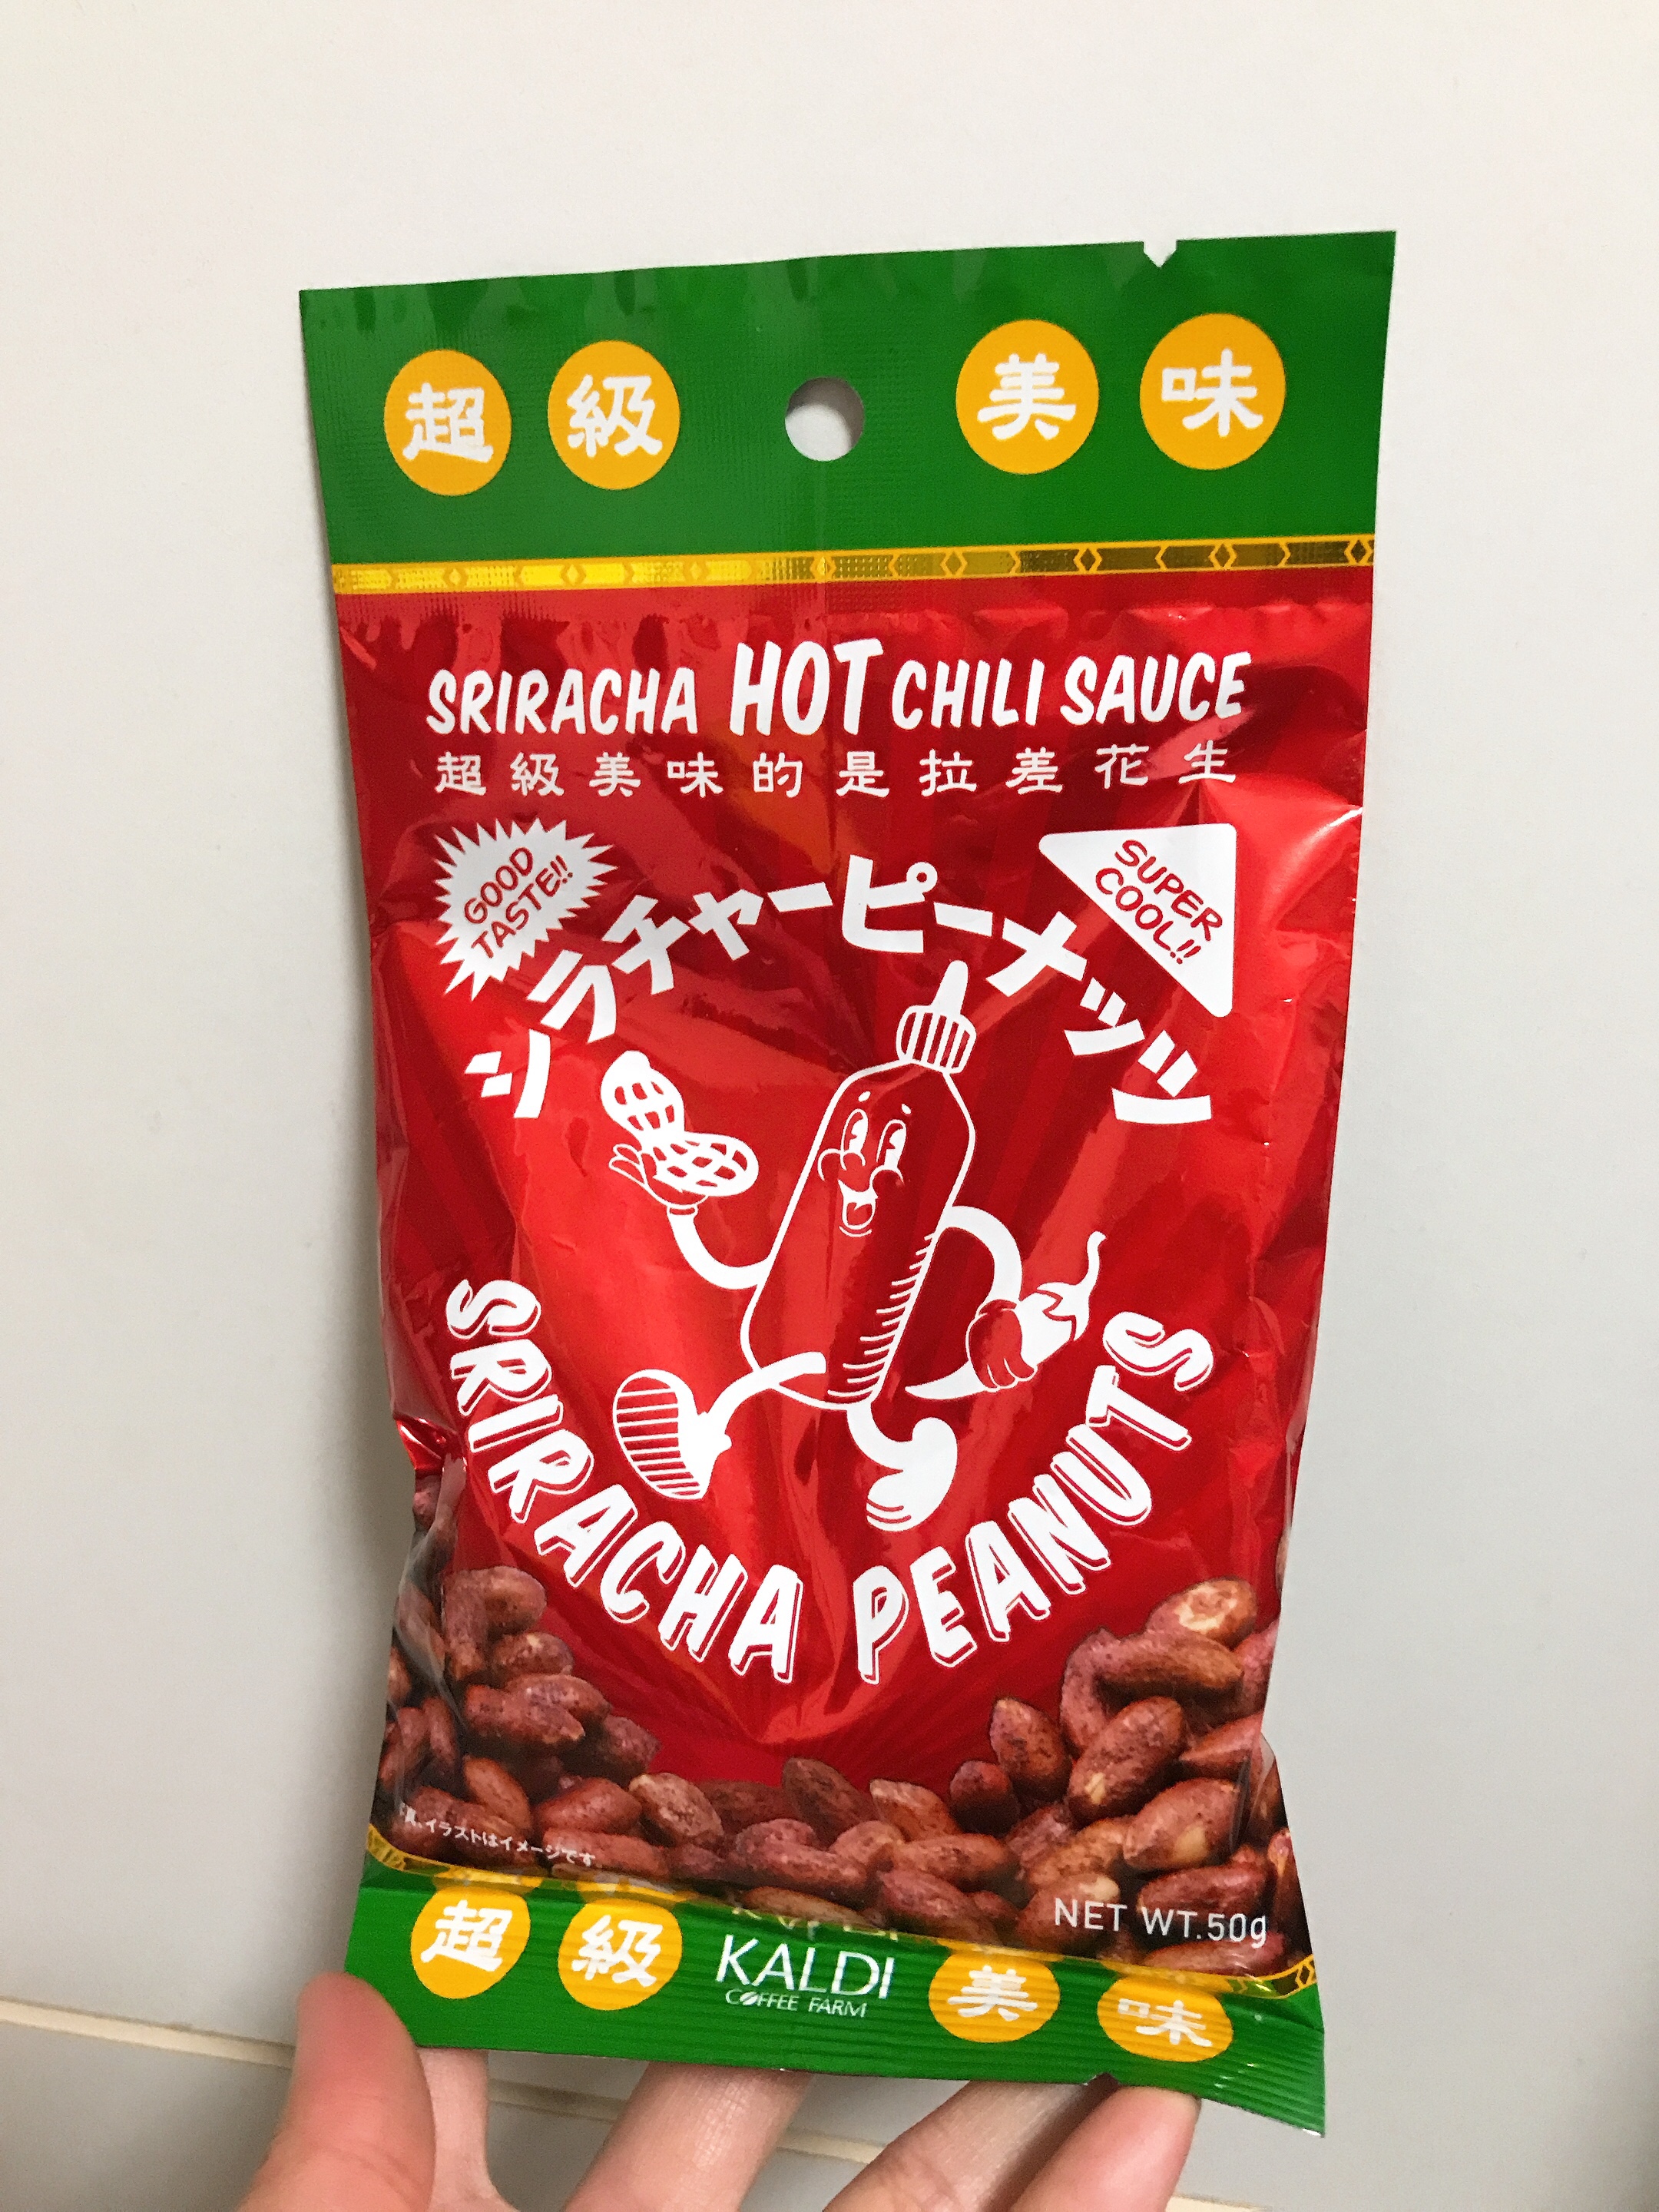 超級 美味
SRIRACHA HOT CHILI SAUCE
超級美味的是拉差花生
GOOD
TASTE!!
SUPER
COOL!!
シラチャーピーナッツ
SRIRACHA PEANUTS
写真、イラストはイメージです。
NET WT.50g
超級 KALDI 美味
COFFEE FARM